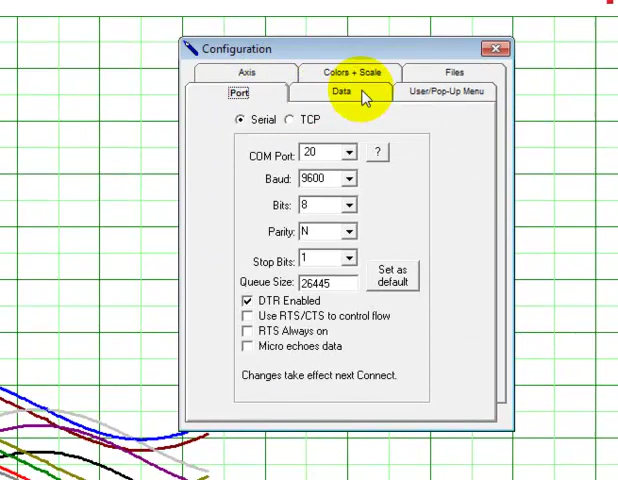 Configuration
Axis Colors + Scale Files
Port Data User/Pop-Up Menu
Serial TCP
COM Port: 20 ?
Baud: 9600
Bits: 8
Parity: N
Stop Bits: 1
Set as default
Queue Size: 26445
DTR Enabled
Use RTS/CTS to control flow
RTS Always on
Micro echoes data
Changes take effect next Connect.